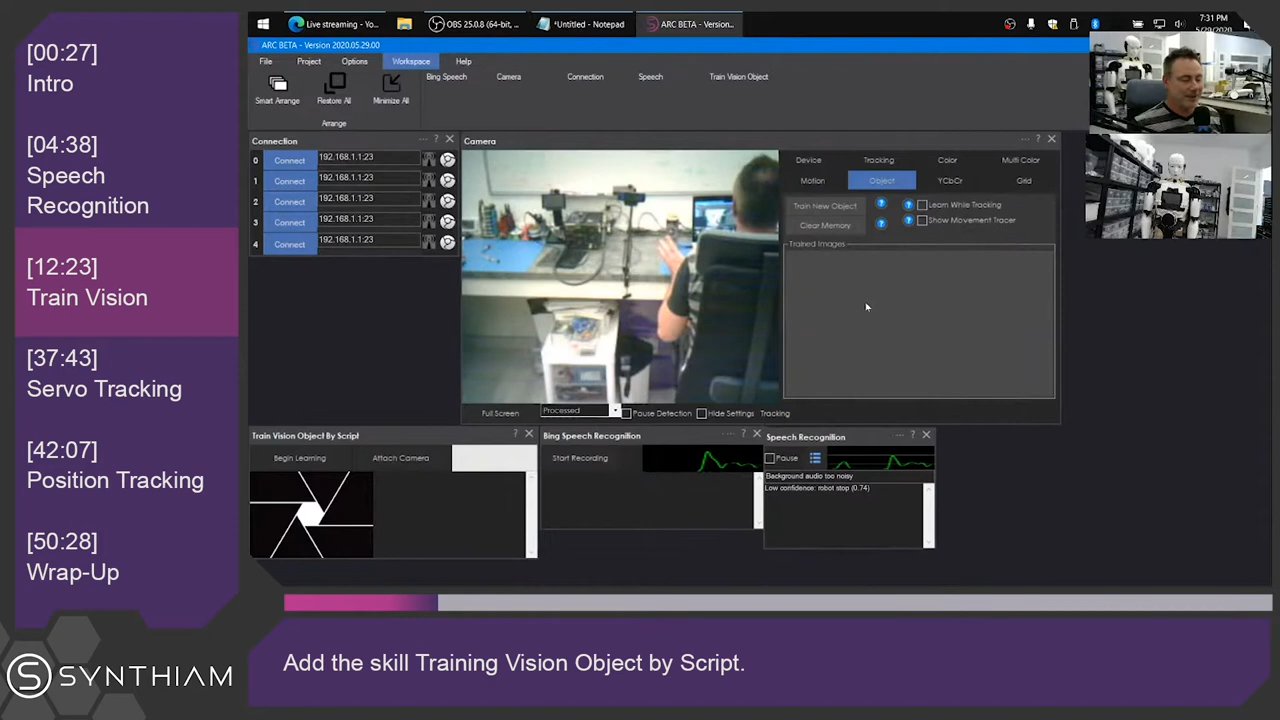 [00:27]
Intro
[04:38]
Speech
Recognition
[12:23]
Train Vision
[37:43]
Servo Tracking
[42:07]
Position Tracking
[50:28]
Wrap-Up
SYNTHIAM
Live streaming - Yo...
OBS 25.0.8 (64-bit, ...
*Untitled - Notepad
ARC BETA - Version...
7:31 PM
5/29/2020
ARC BETA - Version 2020.05.29.00
File
Project
Options
Workspace
Help
Smart Arrange
Restore All
Minimize All
Arrange
Bing Speech
Camera
Connection
Speech
Train Vision Object
Connection
... ?
0 Connect 192.168.1.1:23
1 Connect 192.168.1.1:23
2 Connect 192.168.1.1:23
3 Connect 192.168.1.1:23
4 Connect 192.168.1.1:23
Camera
... ?
Device
Tracking
Color
Multi Color
Motion
Object
YCbCr
Grid
Train New Object
? ?
Learn While Tracking
Clear Memory
? ?
Show Movement Tracer
Trained Images
Full Screen
Processed
Pause Detection
Hide Settings
Tracking
Train Vision Object By Script
?
Begin Learning
Attach Camera
Bing Speech Recognition
... ?
Start Recording
Speech Recognition
... ?
Pause
Background audio too noisy
Low confidence: robot stop (0.74)
Add the skill Training Vision Object by Script.